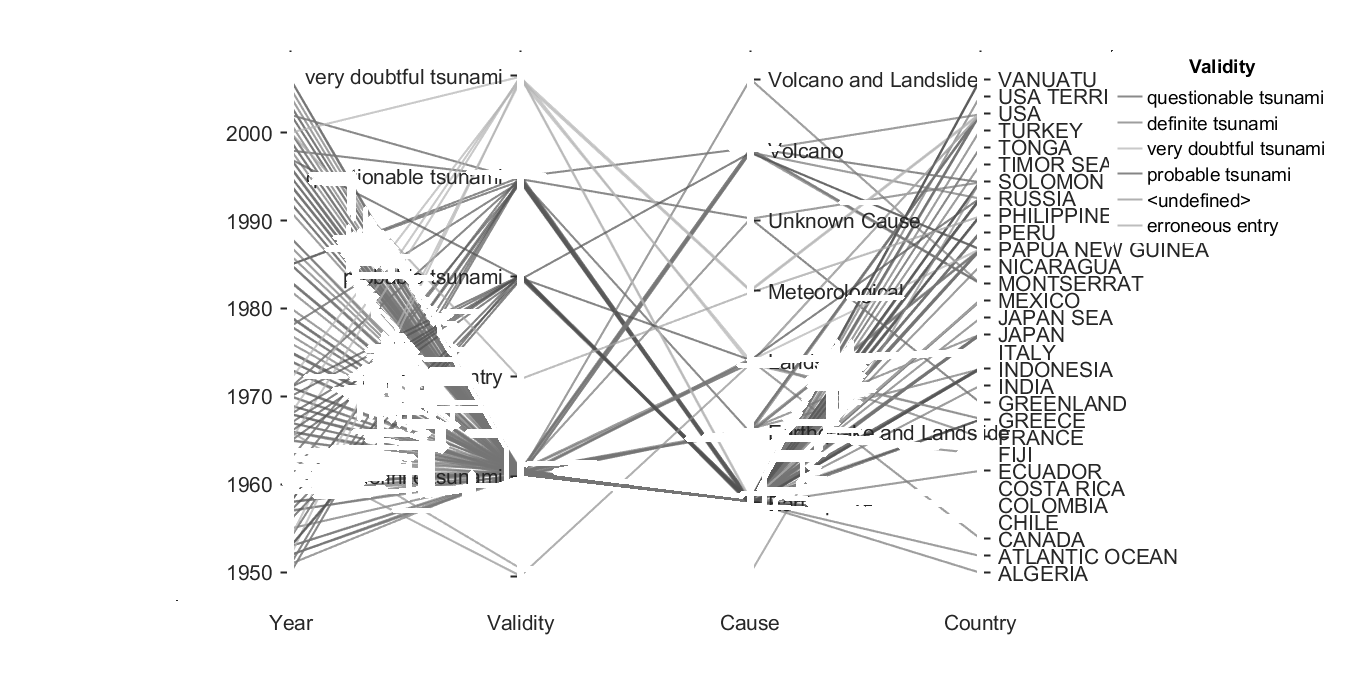 very doubtful tsunami
2000
1990
1980
1970
1960
1950
tsunami
tsunami
Volcano and Landslide
Volcano
Unknown Cause
Meteorological
and
VANUATU
USA TERRI
USA
TURKEY
TONGA
TIMOR SEA
SOLOMON
RUSSIA
PHILIPPINE
PERU
PAPUA NEW GUINEA
NICARAGUA
MONTSERRAT
MEXICO
JAPAN SEA
JAPAN
ITALY
INDONESIA
INDIA
GREENLAND
GREECE
FRANCE
FIJI
ECUADOR
COSTA RICA
COLOMBIA
CHILE
CANADA
ATLANTIC OCEAN
ALGERIA
Year
Validity
Cause
Country
Validity
questionable tsunami
definite tsunami
very doubtful tsunami
probable tsunami
<undefined>
erroneous entry